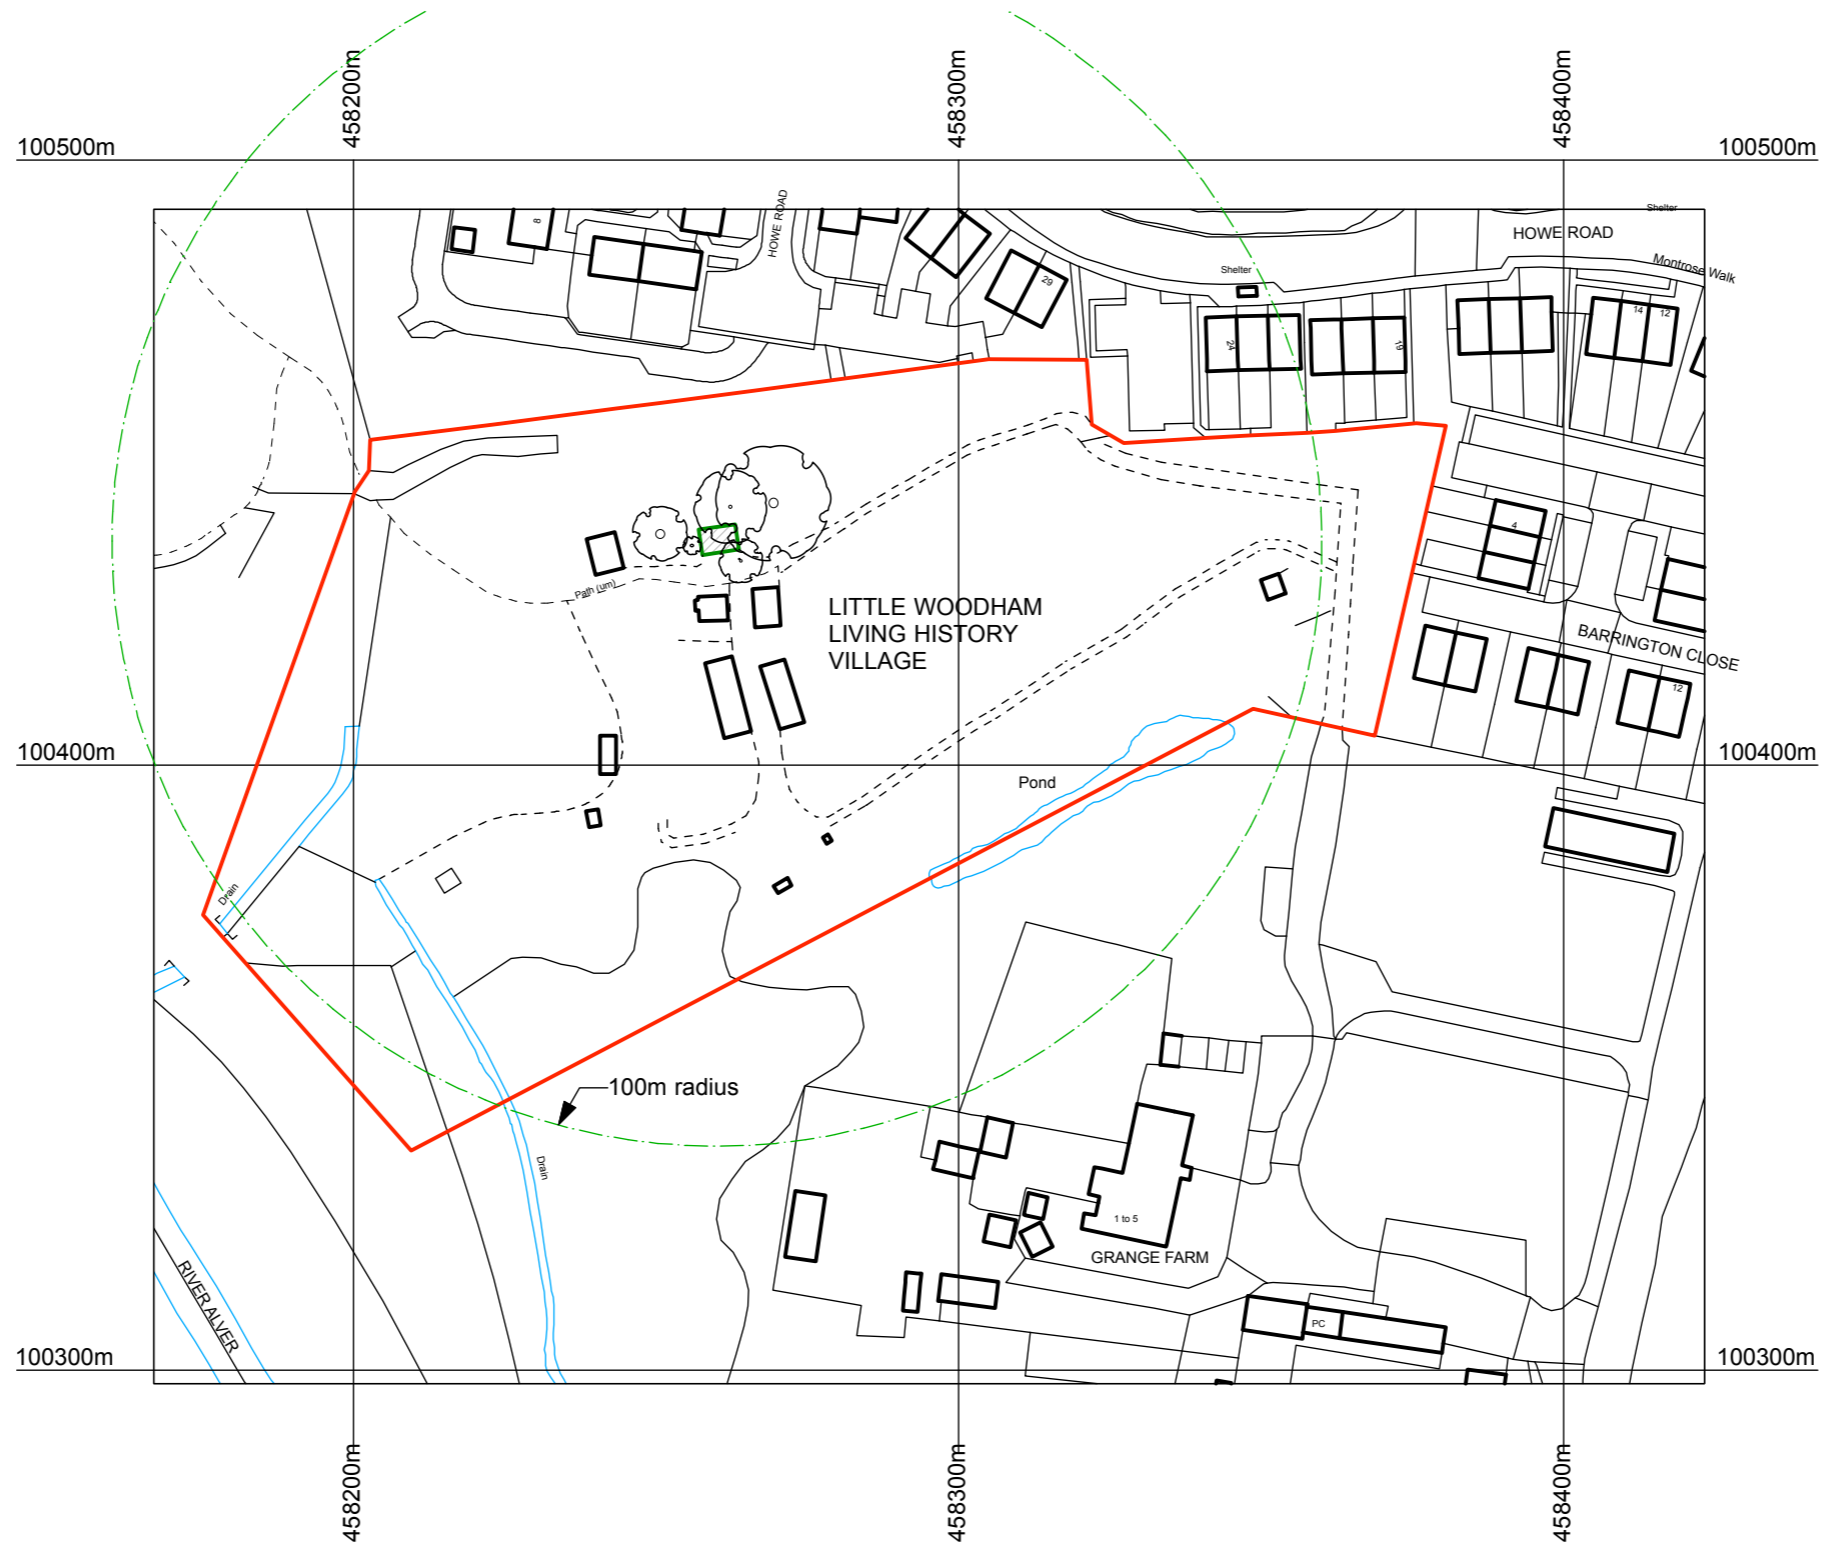 458200m
458300m
458400m
100500m
100500m
Shelter
8
HOWE ROAD
HOWE ROAD
Montrose Walk
Shelter
29
14
12
24
19
4
Path (um)
LITTLE WOODHAM
LIVING HISTORY
VILLAGE
BARRINGTON CLOSE
12
100400m
100400m
Pond
Drain
100m radius
Drain
1 to 5
GRANGE FARM
RIVER ALVER
PC
100300m
100300m
458200m
458300m
458400m